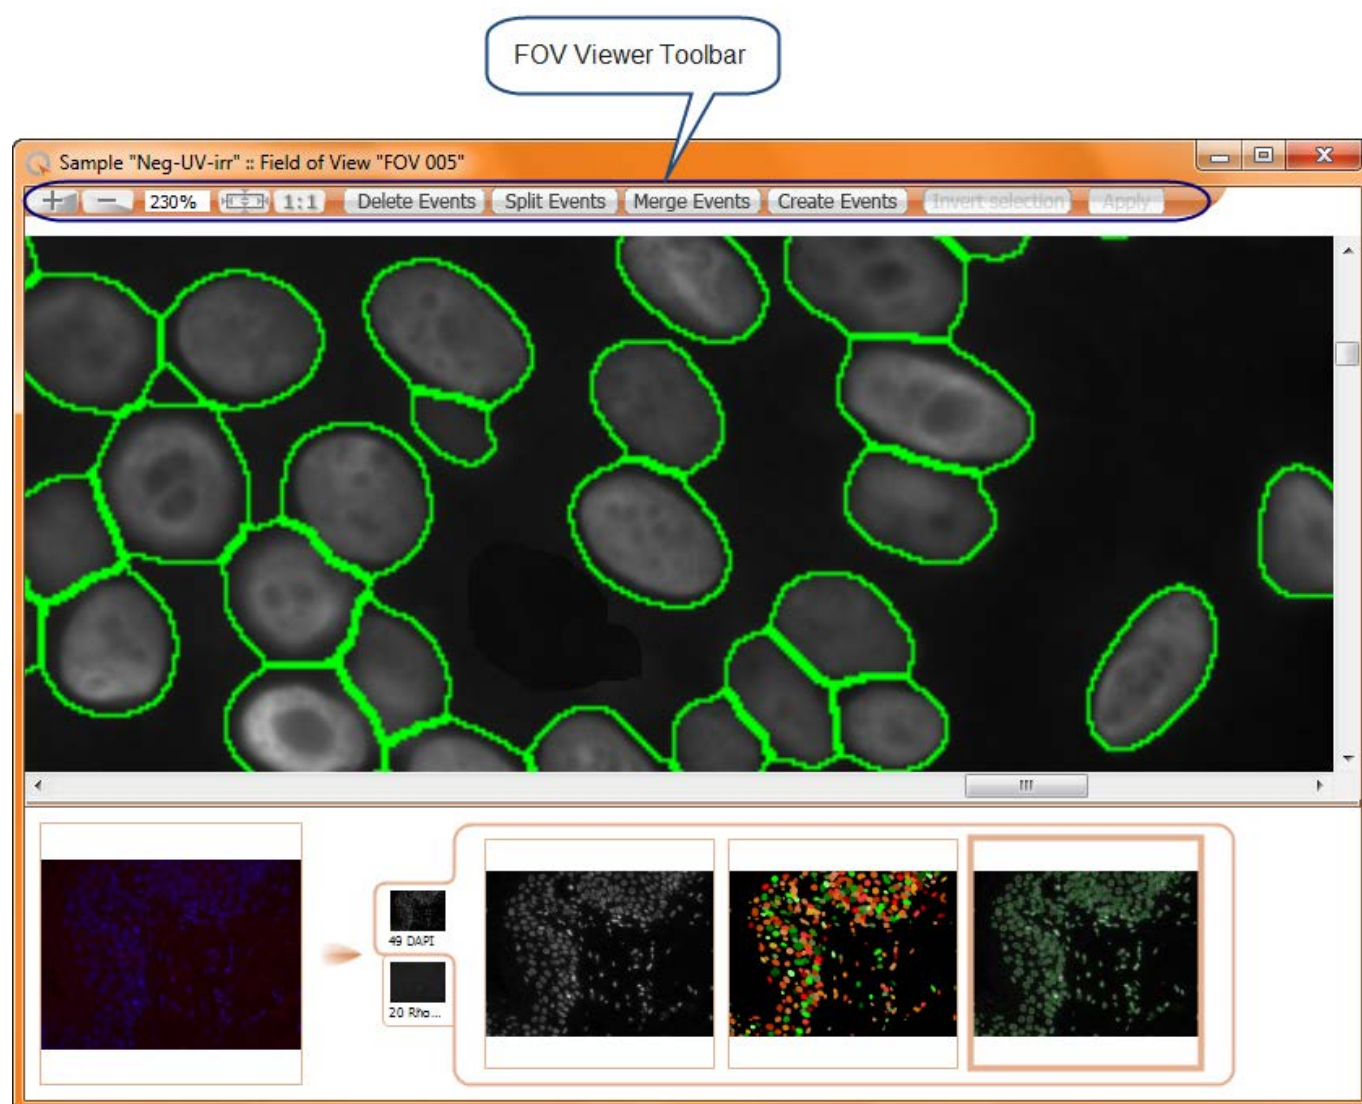 FOV Viewer Toolbar
Sample "Neg-UV-irr" :: Field of View "FOV 005"
230% 1:1 Delete Events Split Events Merge Events Create Events Invert selection Apply
49 DAPI
20 Rho...